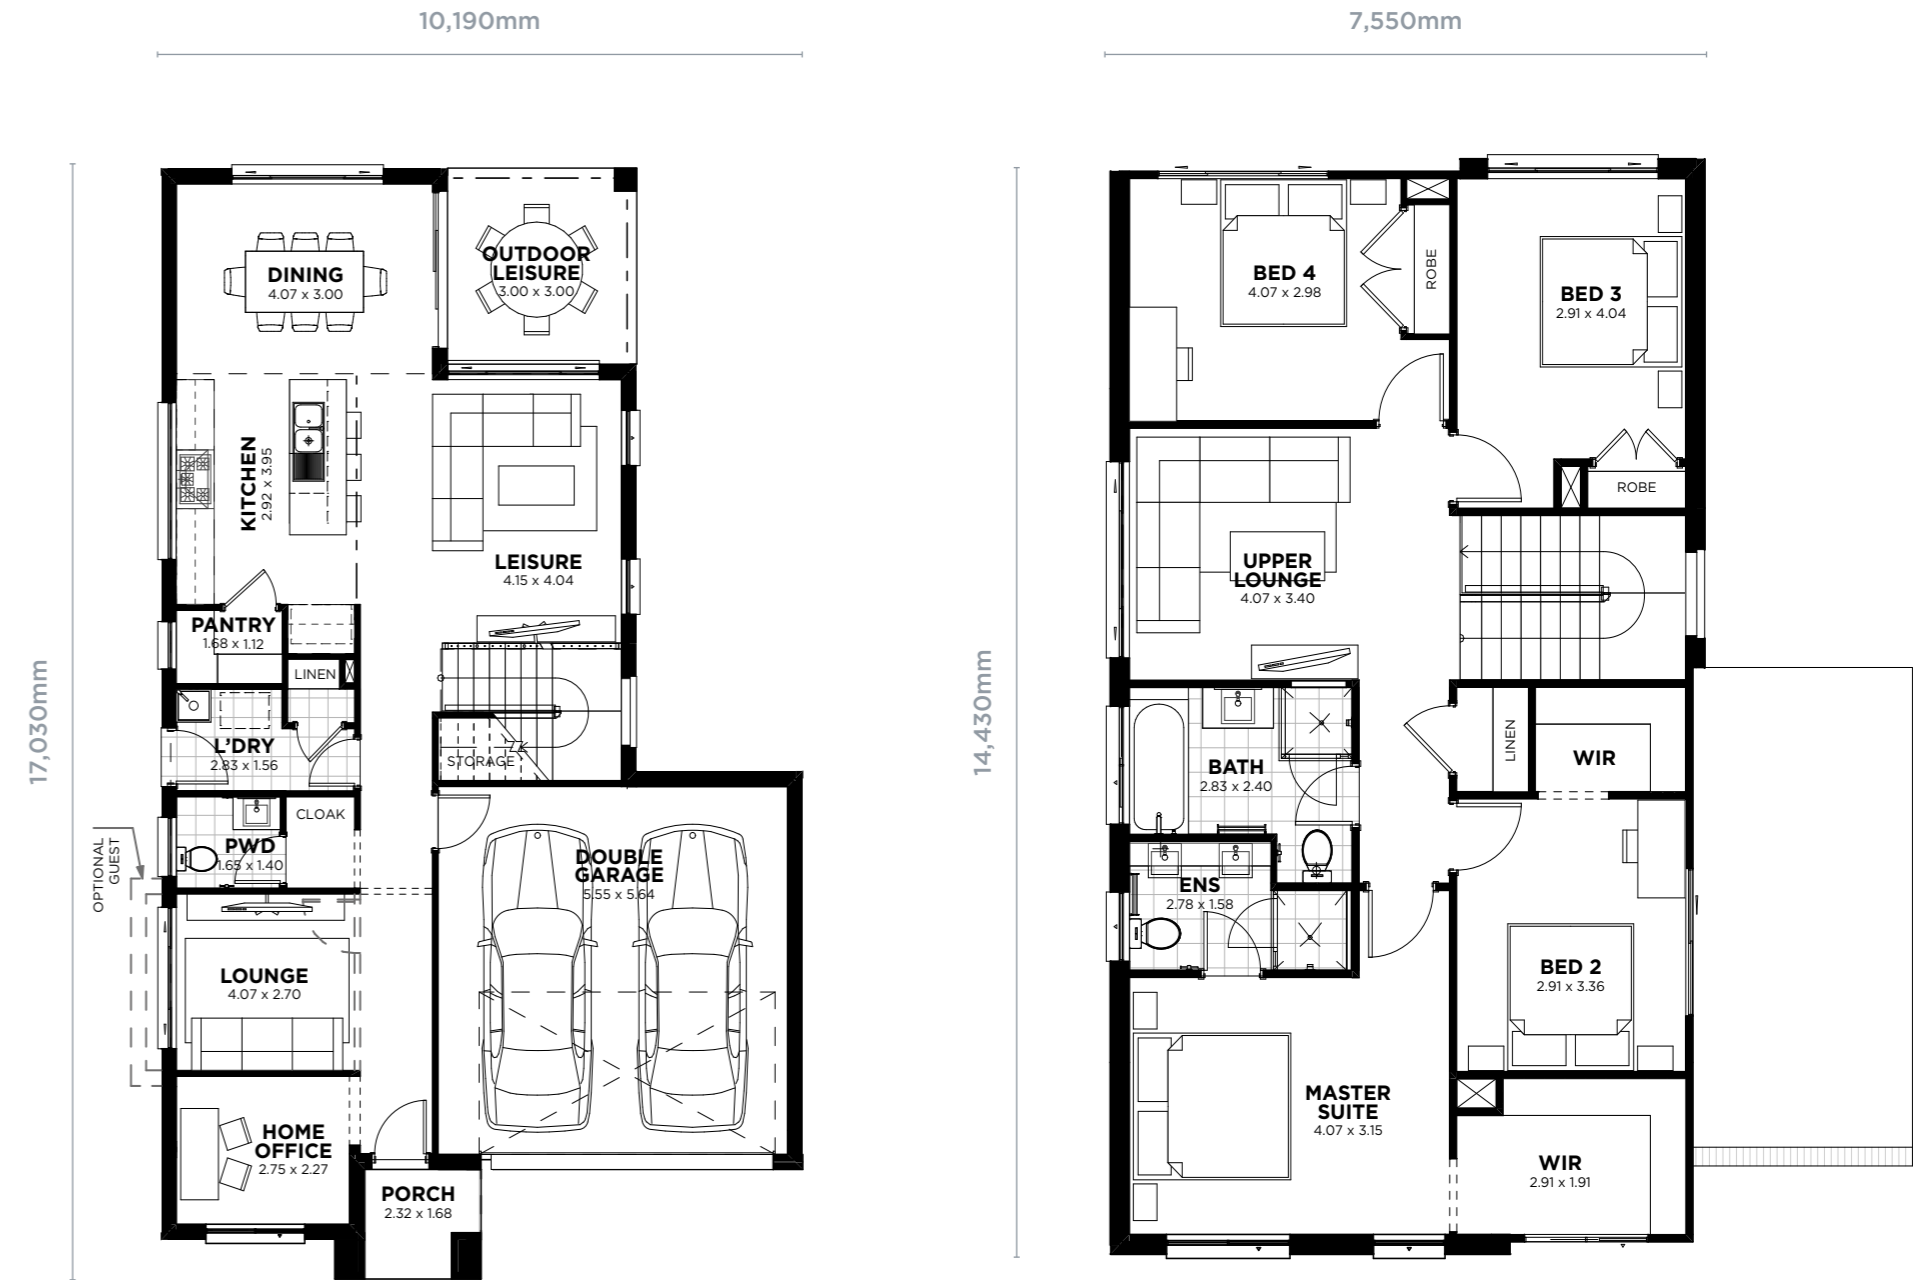 10,190mm
7,550mm
17,030mm
14,430mm
DINING
4.07 x 3.00
OUTDOOR
LEISURE
3.00 x 3.00
KITCHEN
2.92 x 3.95
LEISURE
4.15 x 4.04
PANTRY
1.68 x 1.12
LINEN
L'DRY
2.83 x 1.56
STORAGE
CLOAK
PWD
1.65 x 1.40
OPTIONAL
GUEST
DOUBLE
GARAGE
5.55 x 5.64
LOUNGE
4.07 x 2.70
HOME
OFFICE
2.75 x 2.27
PORCH
2.32 x 1.68
BED 4
4.07 x 2.98
ROBE
BED 3
2.91 x 4.04
ROBE
UPPER
LOUNGE
4.07 x 3.40
BATH
2.83 x 2.40
LINEN
WIR
ENS
2.78 x 1.58
BED 2
2.91 x 3.36
MASTER
SUITE
4.07 x 3.15
WIR
2.91 x 1.91